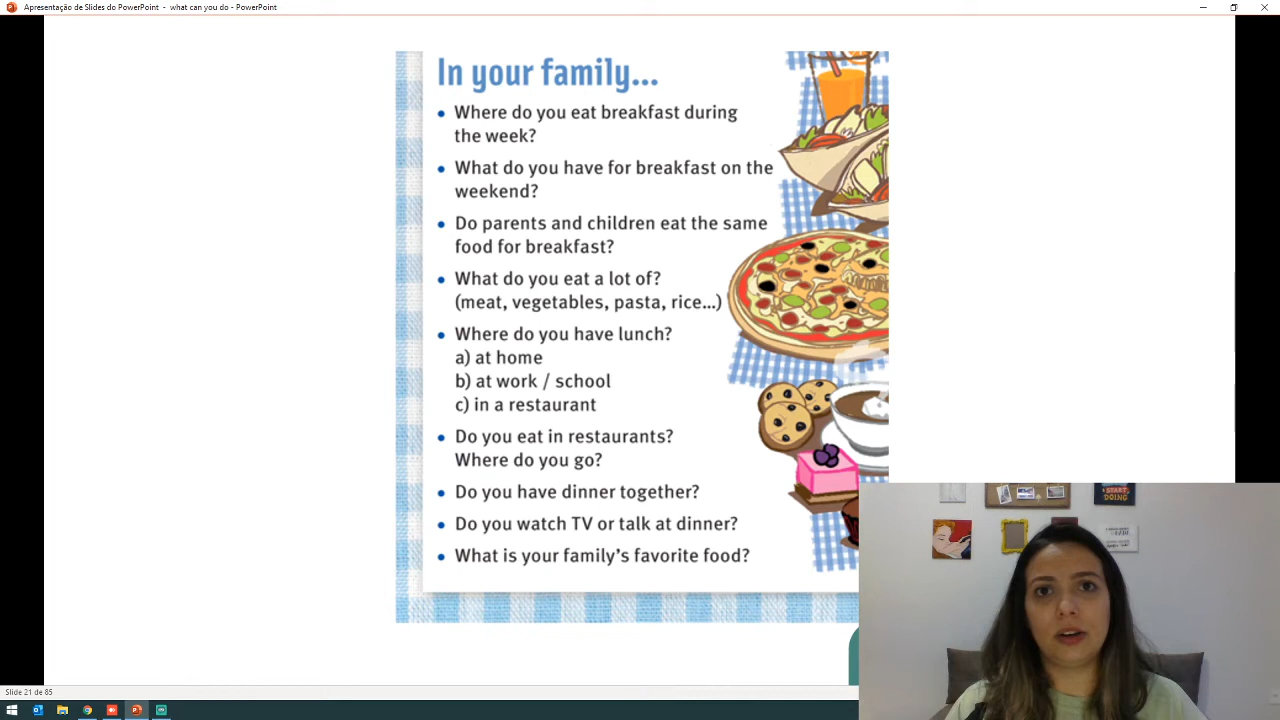 Apresentação de Slides do PowerPoint - what can you do - PowerPoint
In your family...
• Where do you eat breakfast during
the week?
• What do you have for breakfast on the
weekend?
• Do parents and children eat the same
food for breakfast?
• What do you eat a lot of?
(meat, vegetables, pasta, rice...)
• Where do you have lunch?
a) at home
b) at work / school
c) in a restaurant
• Do you eat in restaurants?
Where do you go?
• Do you have dinner together?
• Do you watch TV or talk at dinner?
• What is your family's favorite food?
START
DOING
Slide 21 de 85